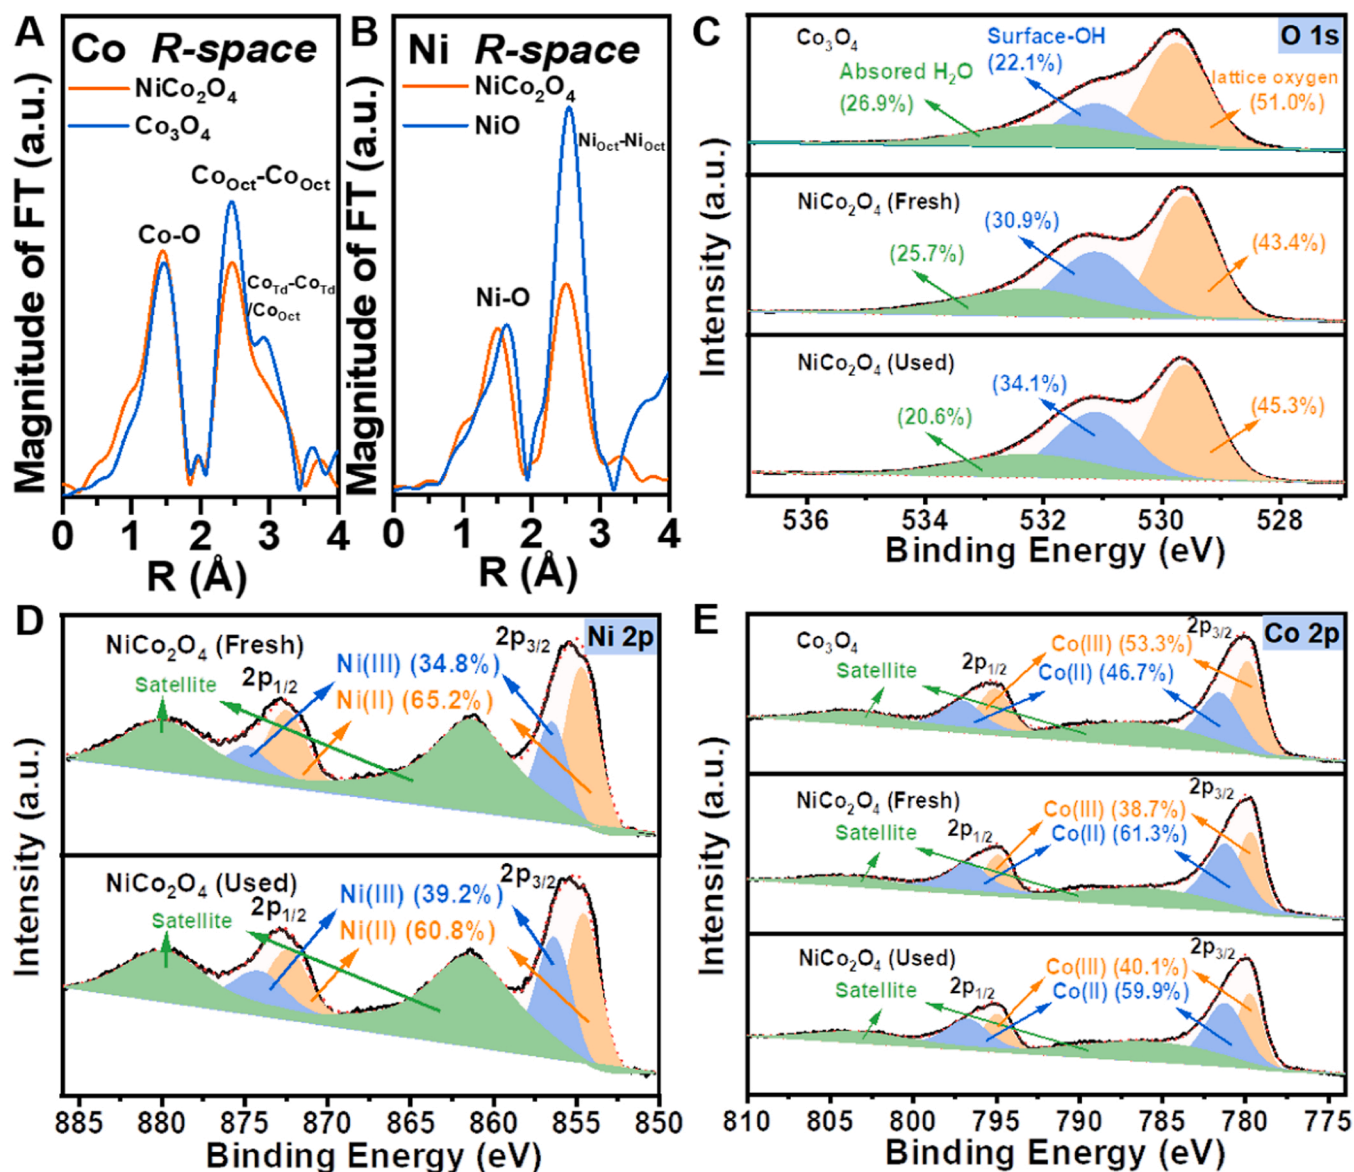 A
Co R-space
NiCo2O4
Co3O4
CoOct-CoOct
Co-O
CoTd-CoTd
/CoOct
Magnitude of FT (a.u.)
0 1 2 3 4
R (Å)
B
Ni R-space
NiCo2O4
NiO
NiOct-NiOct
Ni-O
Magnitude of FT (a.u.)
0 1 2 3 4
R (Å)
C
O 1s
Co3O4
Surface-OH
(22.1%)
Absored H2O
(26.9%)
lattice oxygen
(51.0%)
NiCo2O4 (Fresh)
(30.9%)
(25.7%)
(43.4%)
NiCo2O4 (Used)
(34.1%)
(20.6%)
(45.3%)
Intensity (a.u.)
536 534 532 530 528
Binding Energy (eV)
D
Ni 2p
NiCo2O4 (Fresh)
2p3/2
Ni(III) (34.8%)
Satellite
2p1/2
Ni(II) (65.2%)
NiCo2O4 (Used)
2p3/2
Ni(III) (39.2%)
Satellite
2p1/2
Ni(II) (60.8%)
Intensity (a.u.)
885 880 875 870 865 860 855 850
Binding Energy (eV)
E
Co 2p
Co3O4
2p3/2
Co(III) (53.3%)
Satellite
2p1/2
Co(II) (46.7%)
NiCo2O4 (Fresh)
2p3/2
Co(III) (38.7%)
Satellite
2p1/2
Co(II) (61.3%)
NiCo2O4 (Used)
2p3/2
Co(III) (40.1%)
Satellite
2p1/2
Co(II) (59.9%)
Intensity (a.u.)
810 805 800 795 790 785 780 775
Binding Energy (eV)